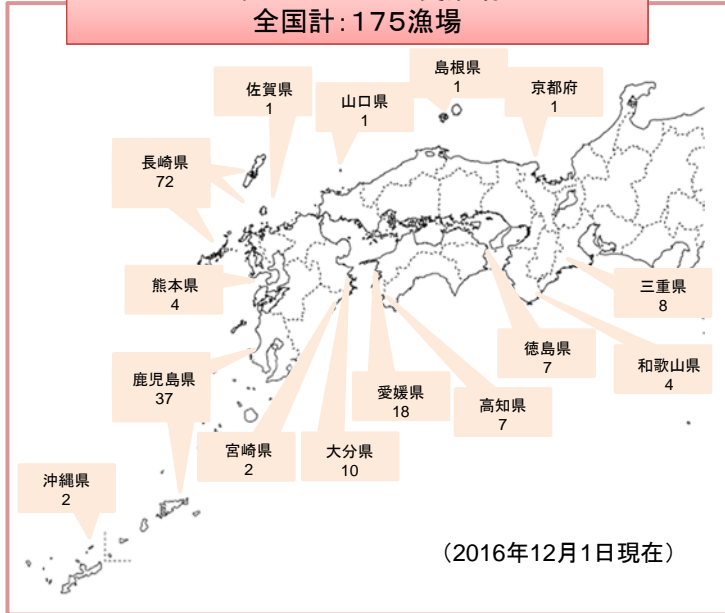 全国計：175漁場
島根県
1
京都府
1
佐賀県
1
山口県
1
長崎県
72
熊本県
4
三重県
8
徳島県
7
和歌山県
4
鹿児島県
37
愛媛県
18
高知県
7
宮崎県
2
大分県
10
沖縄県
2
（2016年12月1日現在）